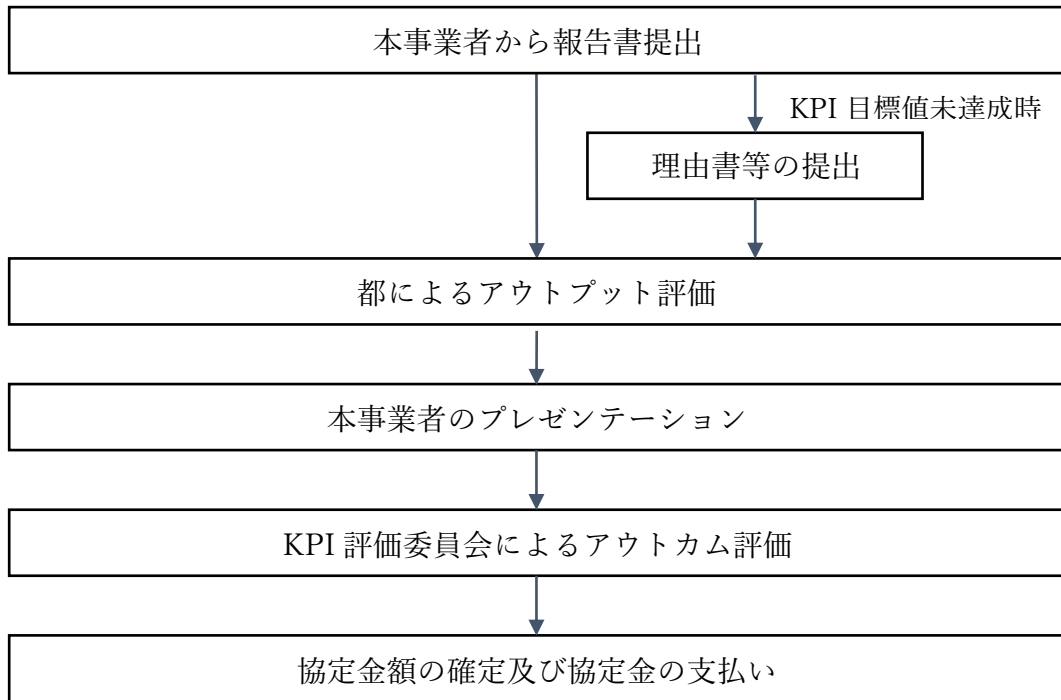 本事業者から報告書提出
KPI 目標値未達成時
理由書等の提出
都によるアウトプット評価
本事業者のプレゼンテーション
KPI 評価委員会によるアウトカム評価
協定金額の確定及び協定金の支払い